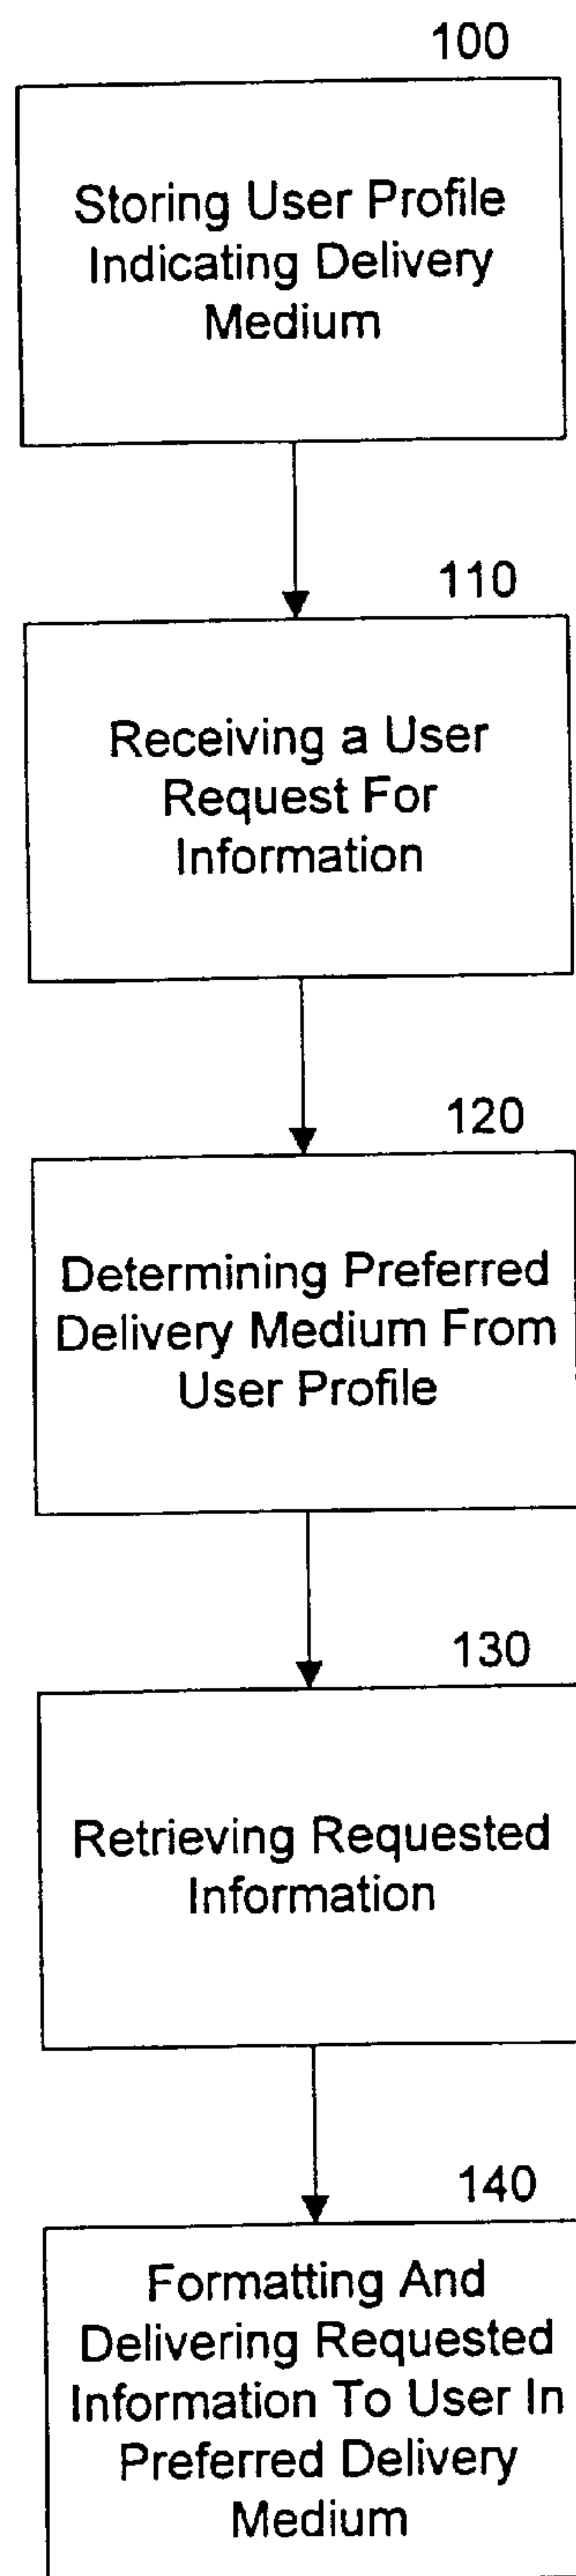 100
Storing User Profile
Indicating Delivery
Medium
110
Receiving a User
Request For
Information
120
Determining Preferred
Delivery Medium From
User Profile
130
Retrieving Requested
Information
140
Formatting And
Delivering Requested
Information To User In
Preferred Delivery
Medium